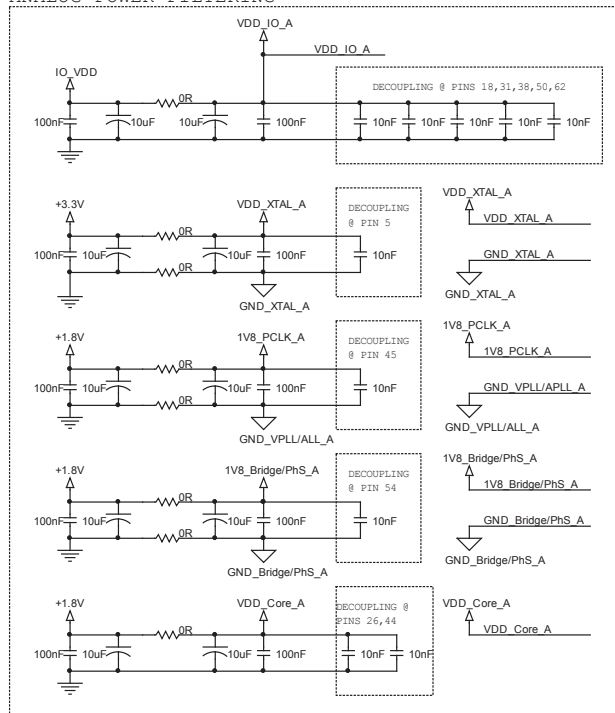 ANALOG POWER FILTERING
VDD_IO_A
VDD_IO_A
IO_VDD
DECOUPLING @ PINS 18,31,38,50,62
0R
100nF
10uF
10uF
100nF
10nF
10nF
10nF
10nF
10nF
+3.3V
VDD_XTAL_A
DECOUPLING
@ PIN 5
VDD_XTAL_A
VDD_XTAL_A
0R
100nF
10uF
10uF
100nF
10nF
0R
GND_XTAL_A
GND_XTAL_A
GND_XTAL_A
+1.8V
1V8_PCLK_A
DECOUPLING
@ PIN 45
1V8_PCLK_A
1V8_PCLK_A
0R
100nF
10uF
10uF
100nF
10nF
0R
GND_VPLL/APLL_A
GND_VPLL/ALL_A
GND_VPLL/ALL_A
+1.8V
1V8_Bridge/PhS_A
DECOUPLING
@ PIN 54
1V8_Bridge/PhS_A
1V8_Bridge/PhS_A
0R
100nF
10uF
10uF
100nF
10nF
0R
GND_Bridge/PhS_A
GND_Bridge/PhS_A
GND_Bridge/PhS_A
+1.8V
VDD_Core_A
DECOUPLING @
PINS 26,44
VDD_Core_A
VDD_Core_A
0R
100nF
10uF
10uF
100nF
10nF
10nF